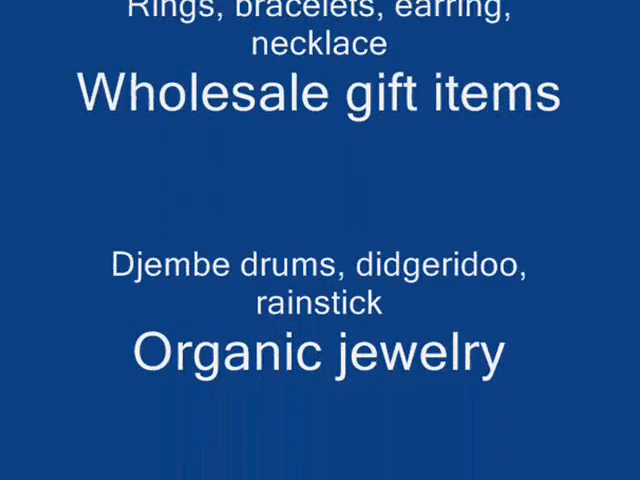 Rings, bracelets, earring,
necklace
Wholesale gift items
Djembe drums, didgeridoo,
rainstick
Organic jewelry